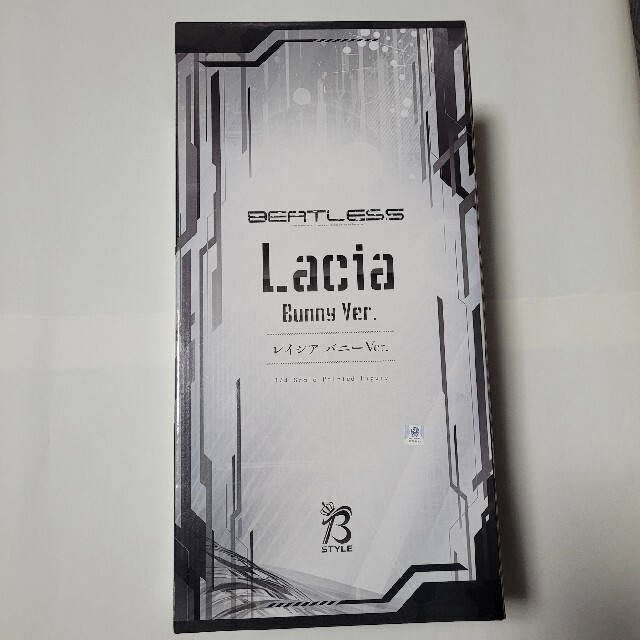 BEATLESS
Lacia
Bunny Ver.
レイシア バニーVer.
1/4 Scale Painted Figure
B
STYLE